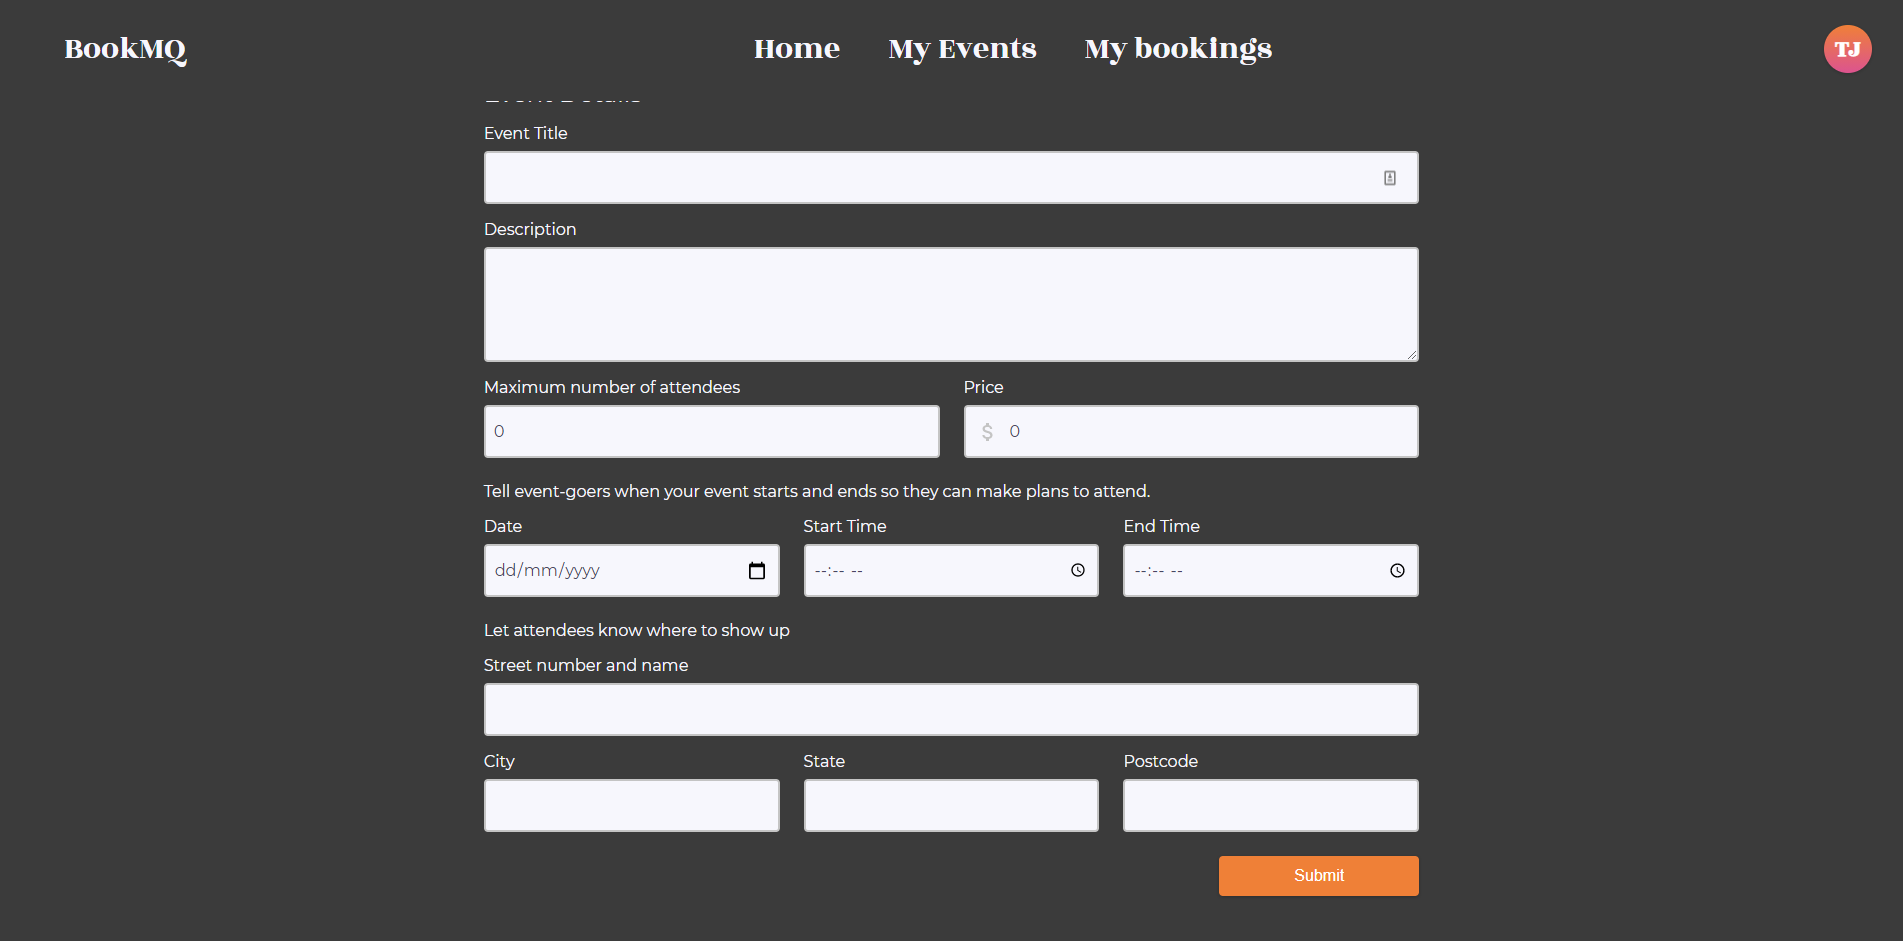 BookMQ
Home My Events My bookings
TJ
Event Title
Description
Maximum number of attendees Price
0 $ 0
Tell event-goers when your event starts and ends so they can make plans to attend.
Date Start Time End Time
dd/mm/yyyy --:-- -- --:-- --
Let attendees know where to show up
Street number and name
City State Postcode
Submit